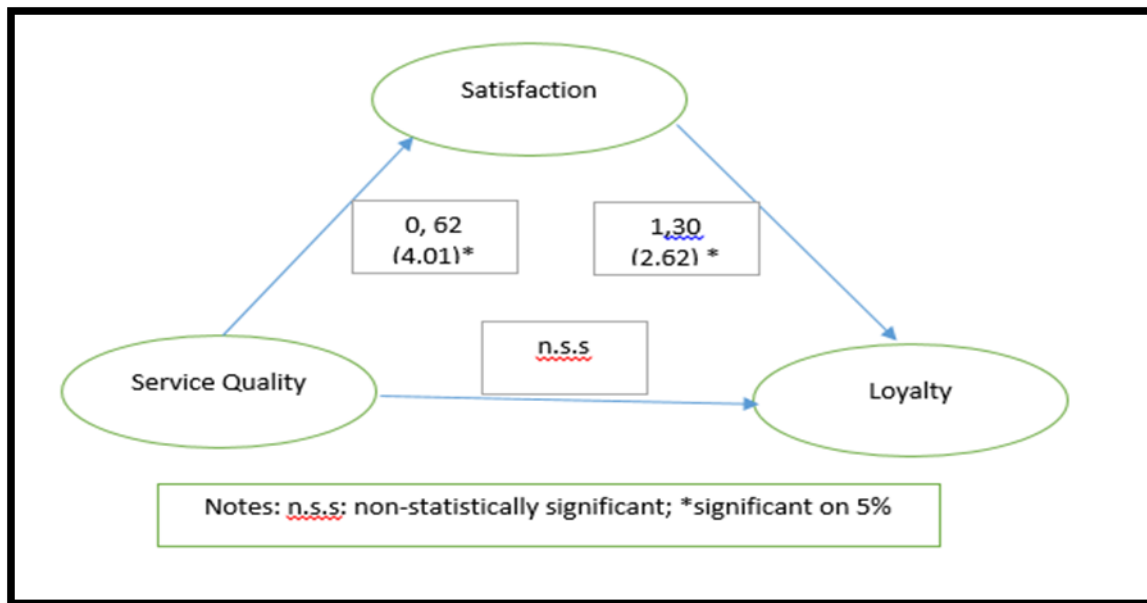 Satisfaction
0, 62
(4.01)*
1,30
(2.62) *
n.s.s
Service Quality
Loyalty
Notes: n.s.s: non-statistically significant; *significant on 5%